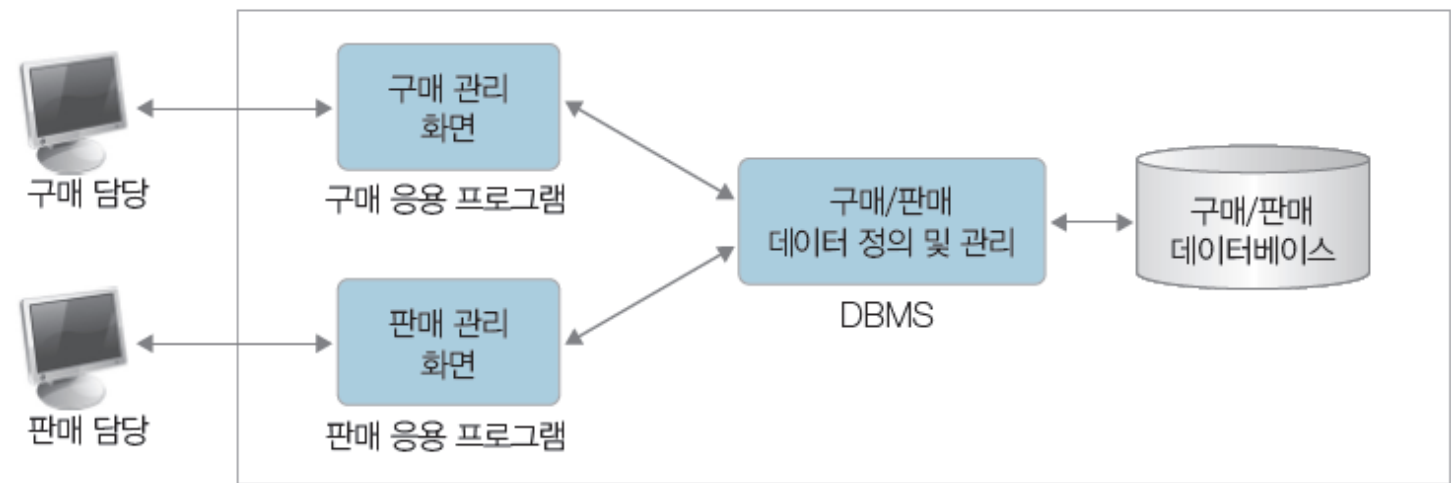 구매 담당
구매 관리
화면
구매 응용 프로그램
판매 담당
판매 관리
화면
판매 응용 프로그램
구매/판매
데이터 정의 및 관리
DBMS
구매/판매
데이터베이스